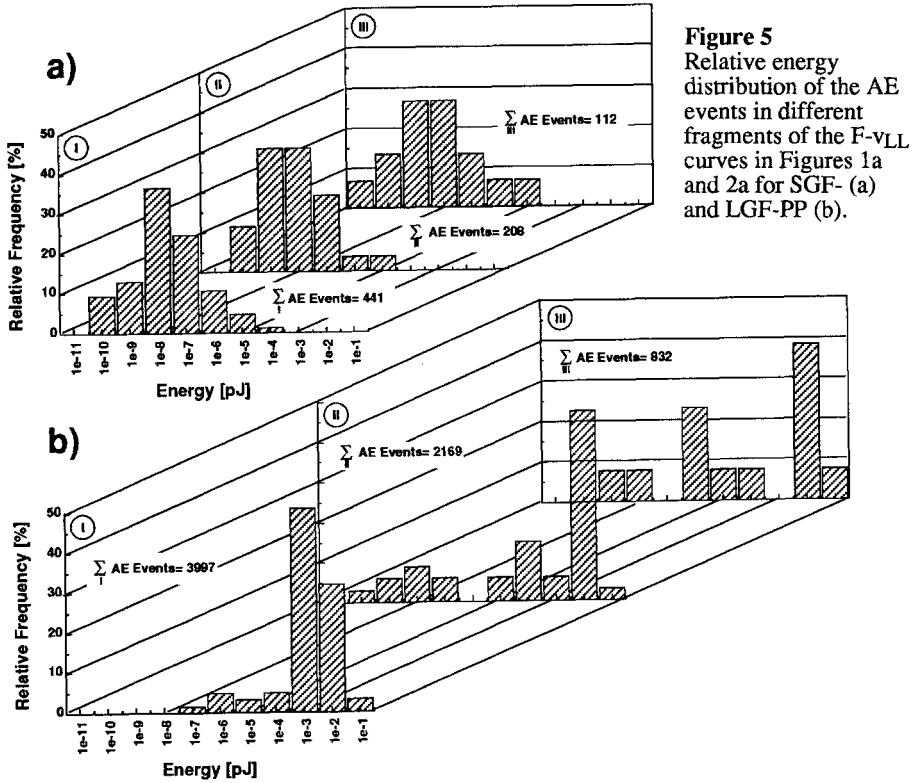 Figure 5
Relative energy
distribution of the AE
events in different
fragments of the F-vLL
curves in Figures 1a
and 2a for SGF- (a)
and LGF-PP (b).
a)
I
II
III
Relative Frequency [%]
50
40
30
20
10
0
∑ III AE Events= 112
∑ II AE Events= 208
∑ I AE Events= 441
1e-11 1e-10 1e-9 1e-8 1e-7 1e-6 1e-5 1e-4 1e-3 1e-2 1e-1
Energy [pJ]
b)
I
II
III
Relative Frequency [%]
50
40
30
20
10
0
∑ III AE Events= 832
∑ II AE Events= 2169
∑ I AE Events= 3997
1e-11 1e-10 1e-9 1e-8 1e-7 1e-6 1e-5 1e-4 1e-3 1e-2 1e-1
Energy [pJ]